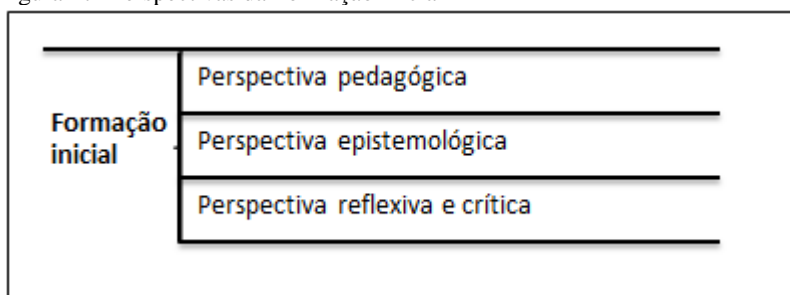 Perspectiva pedagógica
Formação
inicial
Perspectiva epistemológica
Perspectiva reflexiva e crítica